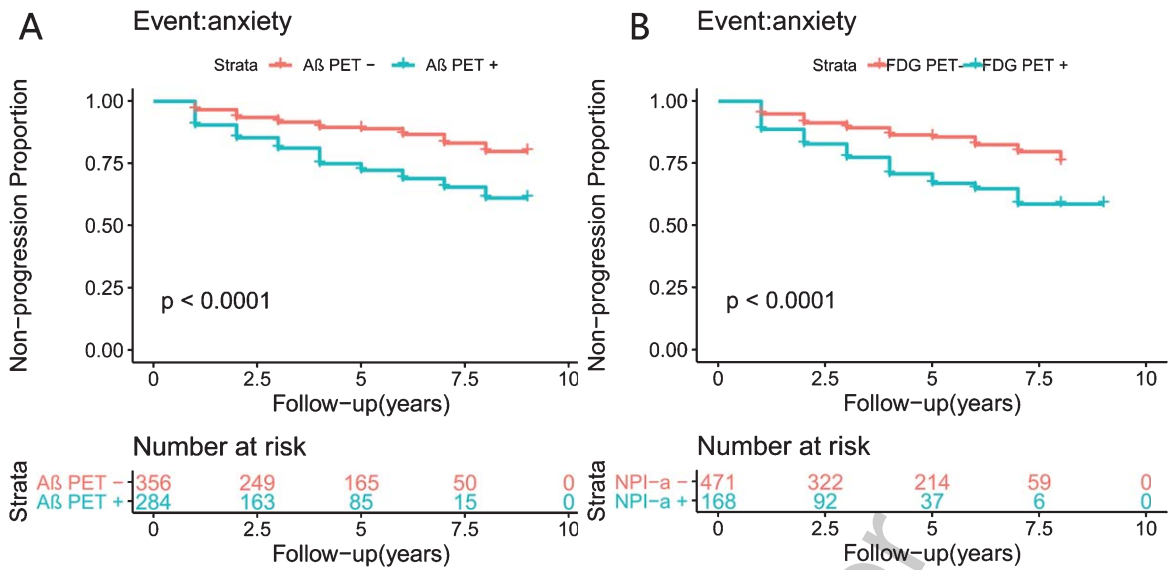 A
Event:anxiety
Strata Aß PET − Aß PET +
Non−progression Proportion
1.00
0.75
0.50
0.25
0.00
p < 0.0001
0 2.5 5 7.5 10
Follow−up(years)
Number at risk
Strata
Aß PET − 356 249 165 50 0
Aß PET + 284 163 85 15 0
0 2.5 5 7.5 10
Follow−up(years)
B
Event:anxiety
Strata FDG PET- FDG PET +
Non−progression Proportion
1.00
0.75
0.50
0.25
0.00
p < 0.0001
0 2.5 5 7.5 10
Follow−up(years)
Number at risk
Strata
NPI−a − 471 322 214 59 0
NPI−a + 168 92 37 6 0
0 2.5 5 7.5 10
Follow−up(years)